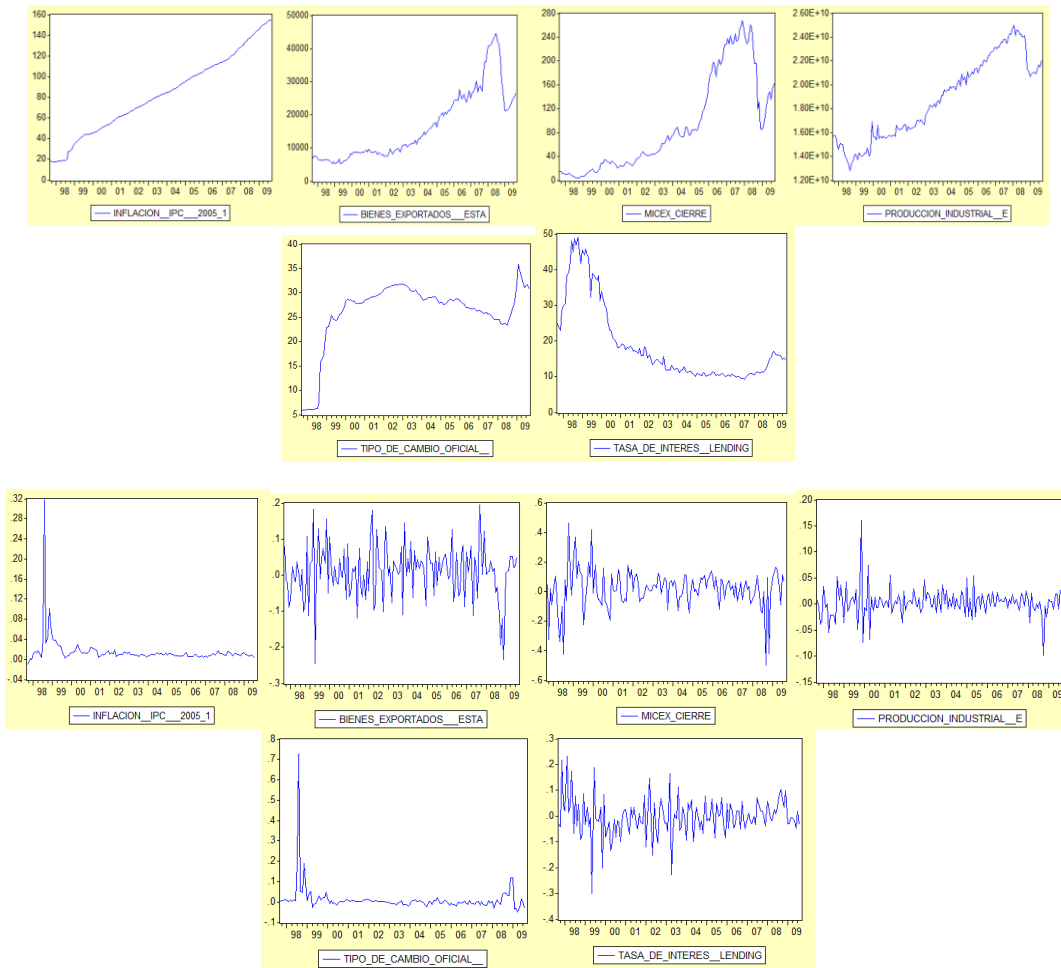 160
140
120
100
80
60
40
20
0
98 99 00 01 02 03 04 05 06 07 08 09
INFLACION__IPC___2005_1
50000
40000
30000
20000
10000
0
98 99 00 01 02 03 04 05 06 07 08 09
BIENES_EXPORTADOS___ESTA
280
240
200
160
120
80
40
0
98 99 00 01 02 03 04 05 06 07 08 09
MICEX_CIERRE
2.60E+10
2.40E+10
2.20E+10
2.00E+10
1.80E+10
1.60E+10
1.40E+10
1.20E+10
98 99 00 01 02 03 04 05 06 07 08 09
PRODUCCION_INDUSTRIAL__E
40
35
30
25
20
15
10
5
98 99 00 01 02 03 04 05 06 07 08 09
TIPO_DE_CAMBIO_OFICIAL__
50
40
30
20
10
0
98 99 00 01 02 03 04 05 06 07 08 09
TASA_DE_INTERES__LENDING
.32
.28
.24
.20
.16
.12
.08
.04
.00
-.04
98 99 00 01 02 03 04 05 06 07 08 09
INFLACION__IPC___2005_1
.2
.1
.0
-.1
-.2
-.3
98 99 00 01 02 03 04 05 06 07 08 09
BIENES_EXPORTADOS___ESTA
.6
.4
.2
.0
-.2
-.4
-.6
98 99 00 01 02 03 04 05 06 07 08 09
MICEX_CIERRE
.20
.15
.10
.05
.00
-.05
-.10
-.15
98 99 00 01 02 03 04 05 06 07 08 09
PRODUCCION_INDUSTRIAL__E
.8
.7
.6
.5
.4
.3
.2
.1
.0
-.1
98 99 00 01 02 03 04 05 06 07 08 09
TIPO_DE_CAMBIO_OFICIAL__
.3
.2
.1
.0
-.1
-.2
-.3
-.4
98 99 00 01 02 03 04 05 06 07 08 09
TASA_DE_INTERES__LENDING